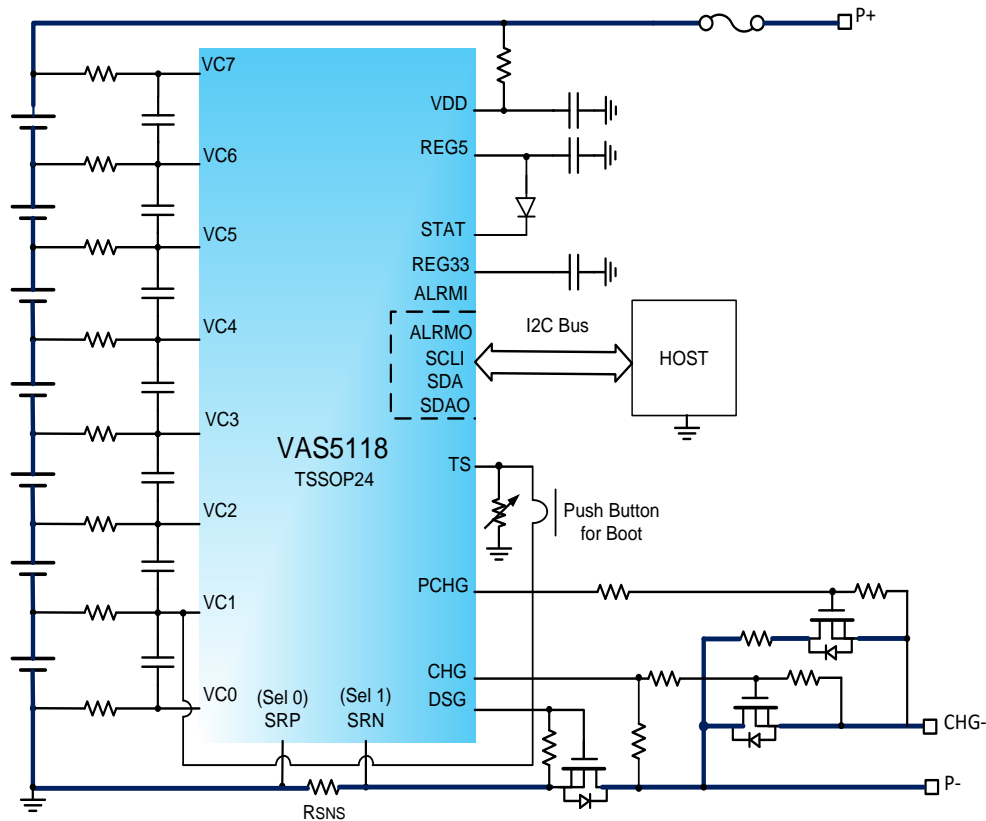 P+
VC7
VDD
REG5
VC6
VC5
STAT
REG33
ALRMI
I2C Bus
VC4
ALRMO
SCLI
SDA
SDAO
HOST
VC3
VAS5118
TSSOP24
TS
Push Button
for Boot
VC2
PCHG
VC1
CHG
DSG
VC0
(Sel 0)
SRP
(Sel 1)
SRN
CHG-
P-
RSNS